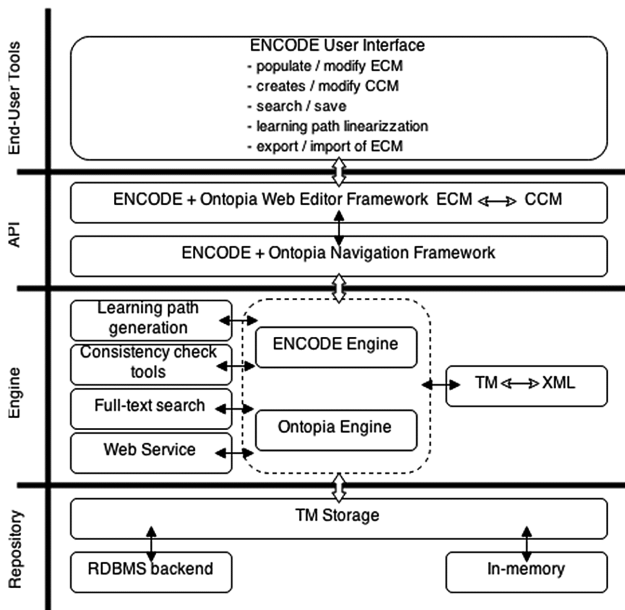 End-User Tools
ENCODE User Interface
- populate / modify ECM
- creates / modify CCM
- search / save
- learning path linearizzation
- export / import of ECM
API
ENCODE + Ontopia Web Editor Framework ECM CCM
ENCODE + Ontopia Navigation Framework
Engine
Learning path
generation
Consistency check
tools
Full-text search
Web Service
ENCODE Engine
Ontopia Engine
TM XML
Repository
TM Storage
RDBMS backend
In-memory